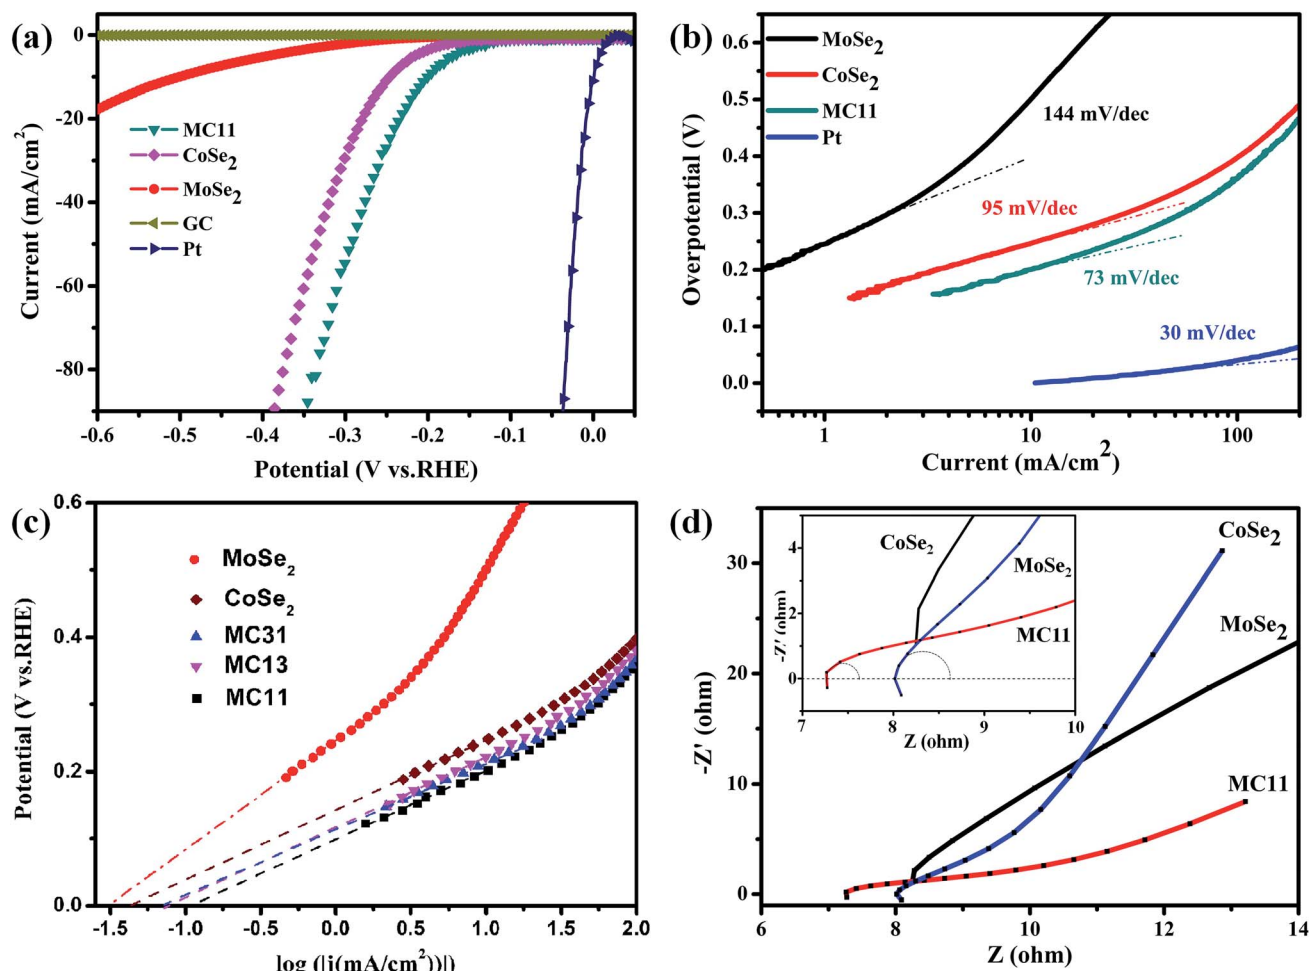 (a)
0
-20
-40
-60
-80
Current (mA/cm²)
MC11
CoSe₂
MoSe₂
GC
Pt
-0.6 -0.5 -0.4 -0.3 -0.2 -0.1 0.0
Potential (V vs.RHE)
(b)
0.6
0.5
0.4
0.3
0.2
0.1
0.0
Overpotential (V)
MoSe₂
CoSe₂
MC11
Pt
144 mV/dec
95 mV/dec
73 mV/dec
30 mV/dec
1 10 100
Current (mA/cm²)
(c)
0.6
0.4
0.2
0.0
Potential (V vs.RHE)
MoSe₂
CoSe₂
MC31
MC13
MC11
-1.5 -1.0 -0.5 0.0 0.5 1.0 1.5 2.0
log (|j(mA/cm²))|)
(d)
30
20
10
0
-Z' (ohm)
CoSe₂
MoSe₂
MC11
4
2
0
-Z' (ohm)
CoSe₂
MoSe₂
MC11
7 8 9 10
Z (ohm)
6 8 10 12 14
Z (ohm)